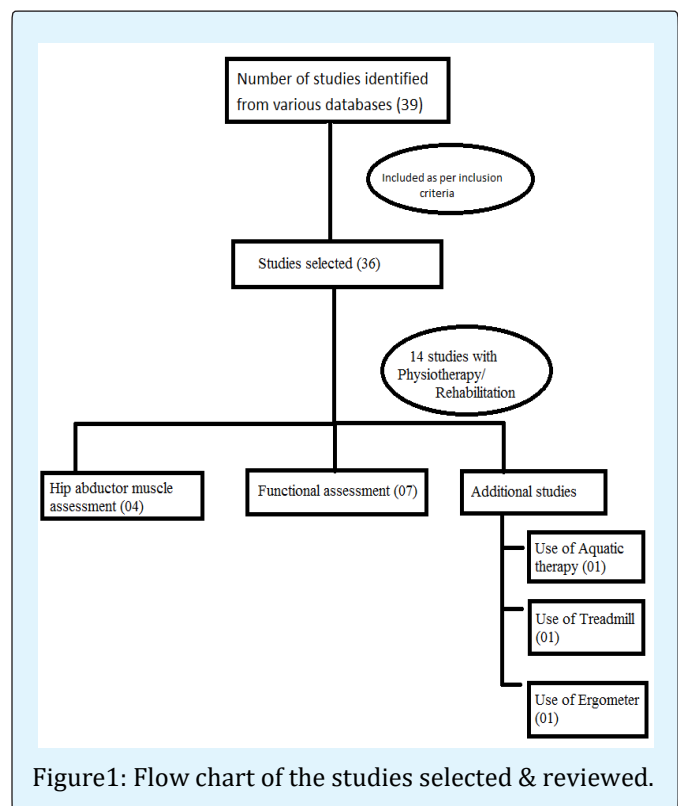 Number of studies identified
from various databases (39)
Included as per inclusion
criteria
Studies selected (36)
14 studies with
Physiotherapy/
Rehabilitation
Hip abductor muscle
assessment (04)
Functional assessment (07)
Additional studies
Use of Aquatic
therapy (01)
Use of Treadmill
(01)
Use of Ergometer
(01)
Figure1: Flow chart of the studies selected & reviewed.